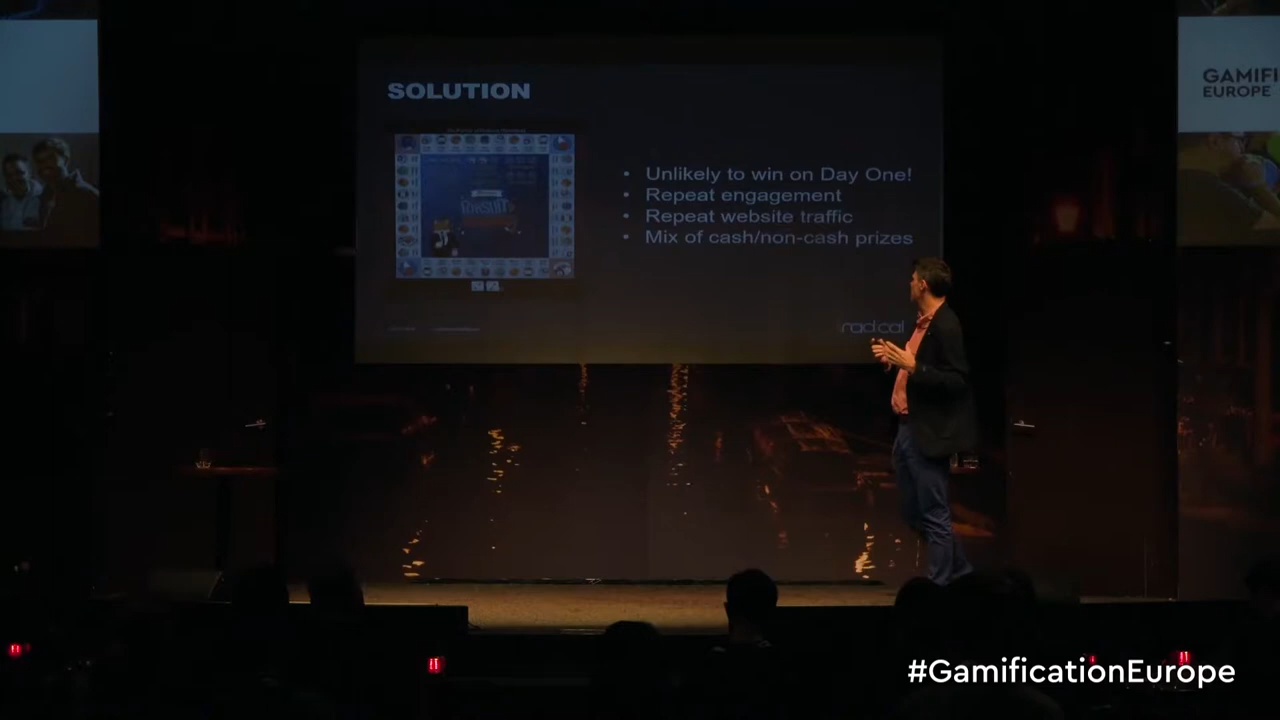 SOLUTION
• Unlikely to win on Day One!
• Repeat engagement
• Repeat website traffic
• Mix of cash/non-cash prizes
radical
GAMIFI
EUROPE
#GamificationEurope